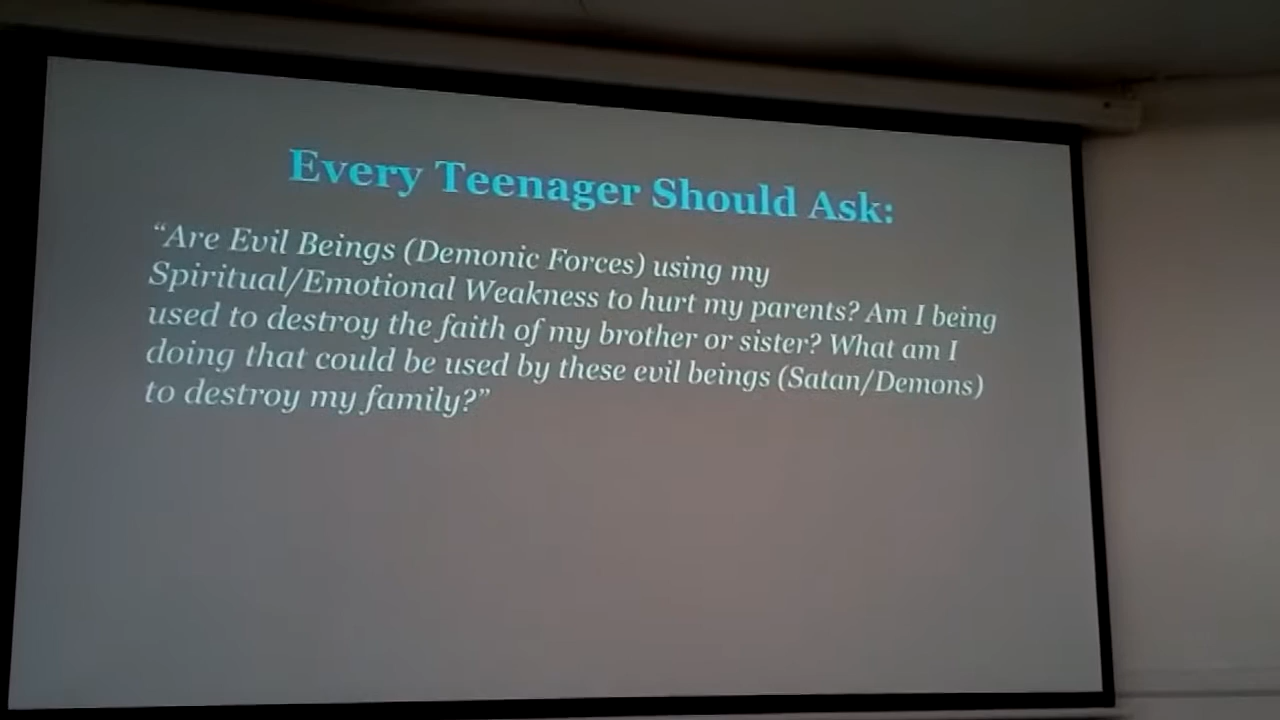 Every Teenager Should Ask:
“Are Evil Beings (Demonic Forces) using my
Spiritual/Emotional Weakness to hurt my parents? Am I being
used to destroy the faith of my brother or sister? What am I
doing that could be used by these evil beings (Satan/Demons)
to destroy my family?”